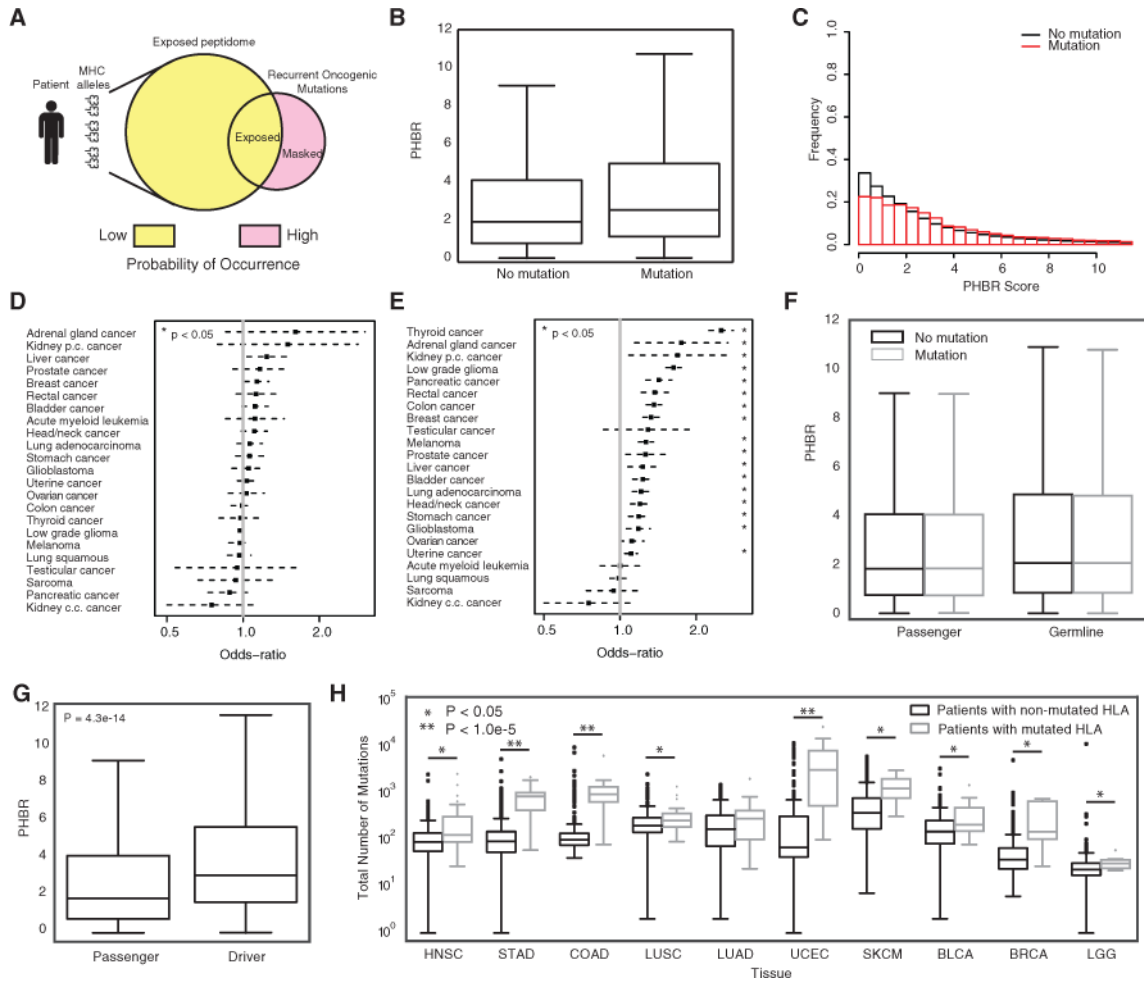 A
Exposed peptidome
Patient
MHC
alleles
Recurrent Oncogenic
Mutations
Exposed
Masked
Low
High
Probability of Occurrence
B
PHBR
12
10
8
6
4
2
0
No mutation
Mutation
C
No mutation
Mutation
Frequency
1.0
0.8
0.6
0.4
0.2
0.0
0
2
4
6
8
10
PHBR Score
D
* p < 0.05
Adrenal gland cancer
Kidney p.c. cancer
Liver cancer
Prostate cancer
Breast cancer
Rectal cancer
Bladder cancer
Acute myeloid leukemia
Head/neck cancer
Lung adenocarcinoma
Stomach cancer
Glioblastoma
Uterine cancer
Ovarian cancer
Colon cancer
Thyroid cancer
Low grade glioma
Melanoma
Lung squamous
Testicular cancer
Sarcoma
Pancreatic cancer
Kidney c.c. cancer
0.5
1.0
2.0
Odds-ratio
E
* p < 0.05
Thyroid cancer *
Adrenal gland cancer *
Kidney p.c. cancer *
Low grade glioma *
Pancreatic cancer *
Rectal cancer *
Colon cancer *
Breast cancer *
Testicular cancer
Melanoma *
Prostate cancer *
Liver cancer *
Bladder cancer *
Lung adenocarcinoma *
Head/neck cancer *
Stomach cancer *
Glioblastoma *
Ovarian cancer
Uterine cancer *
Acute myeloid leukemia
Lung squamous
Sarcoma
Kidney c.c. cancer
0.5
1.0
2.0
Odds-ratio
F
No mutation
Mutation
PHBR
12
10
8
6
4
2
0
Passenger
Germline
G
P = 4.3e-14
PHBR
12
10
8
6
4
2
0
Passenger
Driver
H
* P < 0.05
** P < 1.0e-5
Patients with non-mutated HLA
Patients with mutated HLA
Total Number of Mutations
10^5
10^4
10^3
10^2
10^1
10^0
*
**
**
*
**
*
*
*
*
HNSC
STAD
COAD
LUSC
LUAD
UCEC
SKCM
BLCA
BRCA
LGG
Tissue